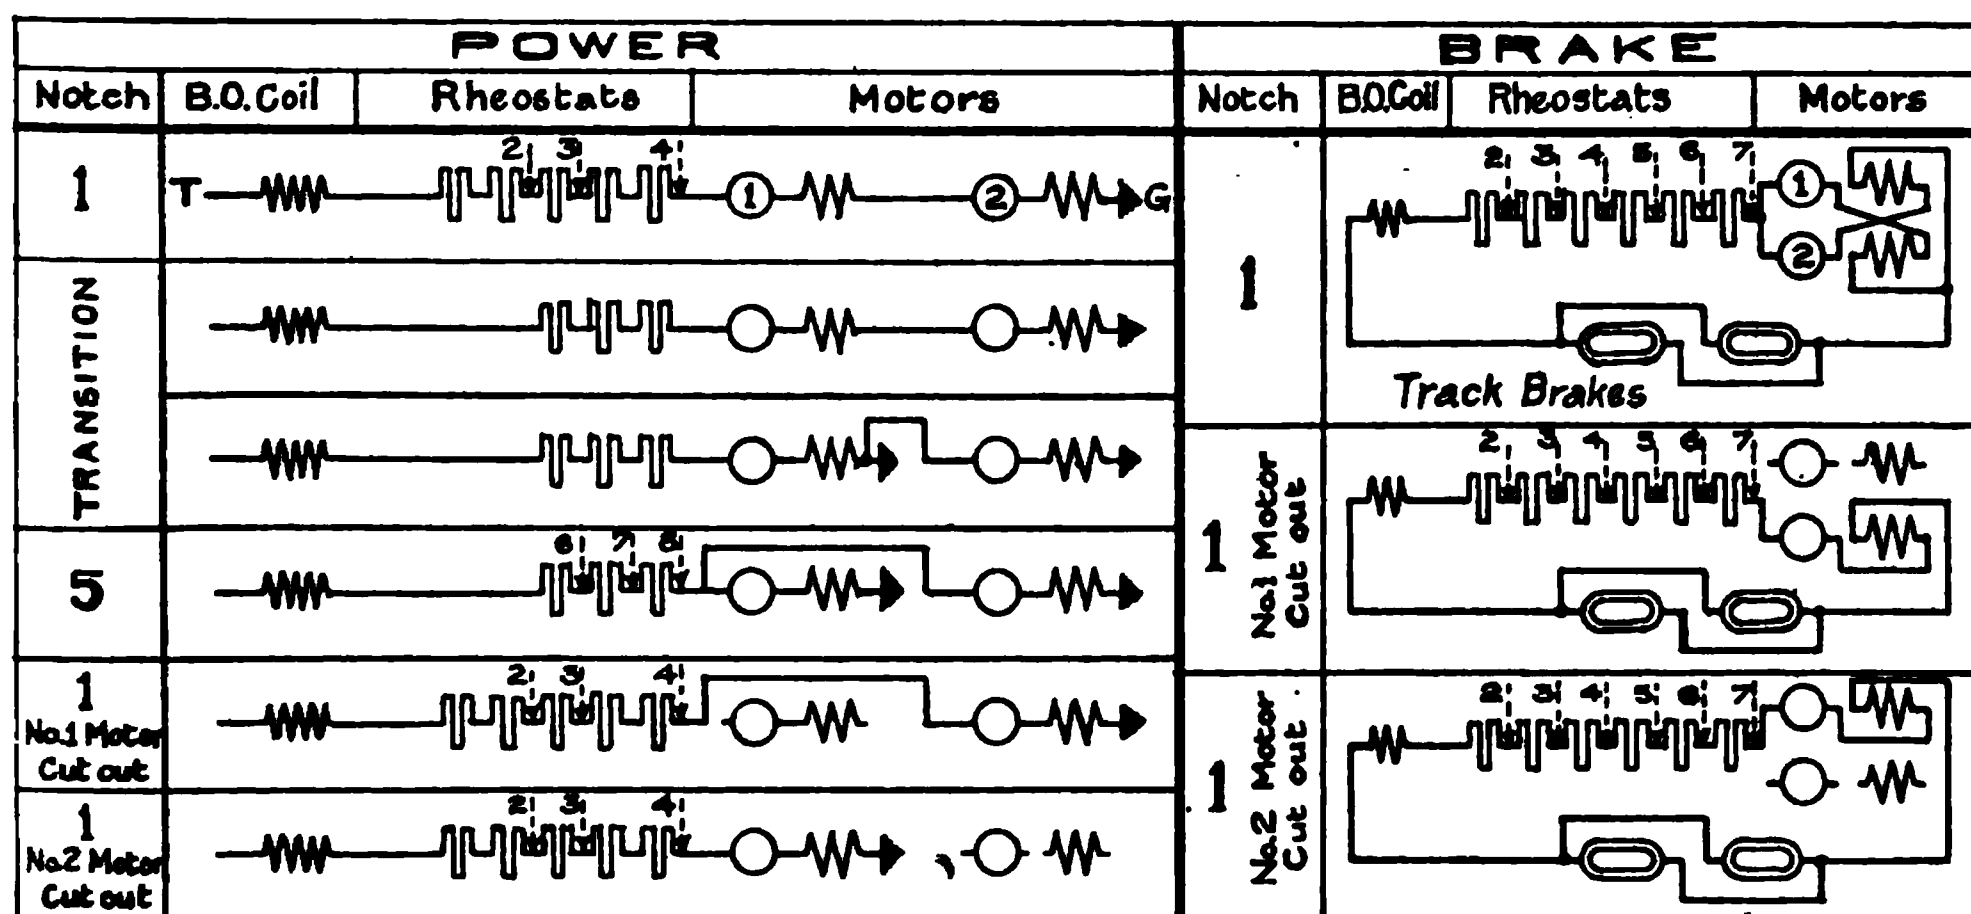 POWER
BRAKE
Notch B.O.Coil Rheostats Motors
Notch B.O.Coil Rheostats Motors
1
2 3 4
T 1 2 G
TRANSITION
5
6 7 8
1
No.1 Motor
Cut out
2 3 4
1
No.2 Motor
Cut out
2 3 4
1
2 3 4 5 6 7
1
2
Track Brakes
1
No.1 Motor
Cut out
2 3 4 5 6 7
1
No.2 Motor
Cut out
2 3 4 5 6 7